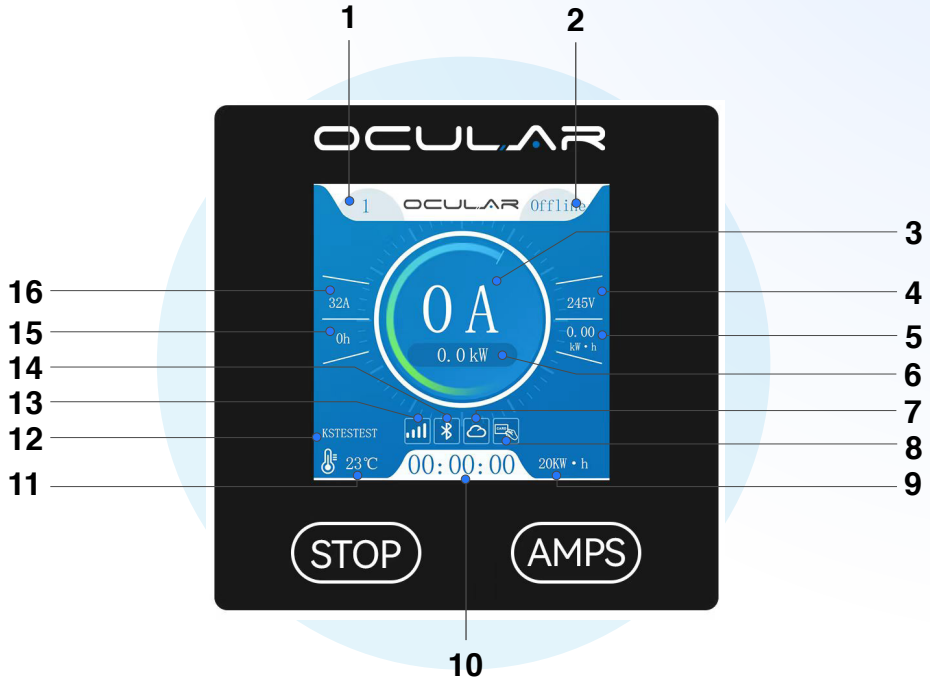 1
2
OCULAR
1
OCULAR
Offline
3
16
32A
245V
4
0 A
15
0h
0.00
kW·h
5
14
0.0kW
6
13
7
12
KSTESTEST
CARD
8
11
23℃
00:00:00
20KW·h
9
STOP
AMPS
10